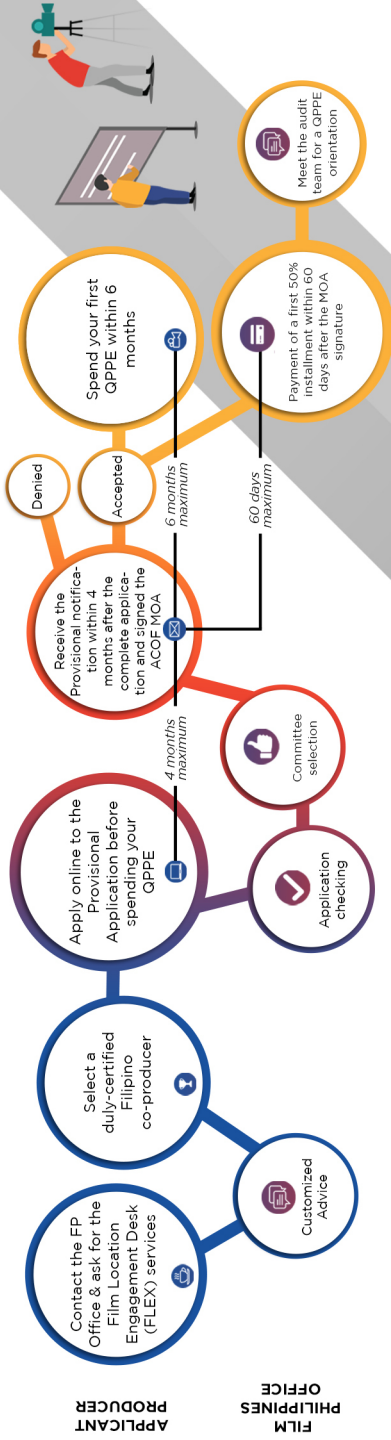 APPLICANT
PRODUCER
FILM
PHILIPPINES
OFFICE
Contact the FP
Office & ask for the
Film Location
Engagement Desk
(FLEX) services
Customized
Advice
Select a
duly-certified
Filipino
co-producer
Apply online to the
Provisional
Application before
spending your
QPPE
Application
checking
Committee
selection
4 months
maximum
Receive the
Provisional notifica-
tion within 4
months after the
complete applica-
tion and signed the
ACOF MOA
Denied
Accepted
6 months
maximum
60 days
maximum
Spend your first
QPPE within 6
months
Payment of a first 50%
installment within 60
days after the MOA
signature
Meet the audit
team for a QPPE
orientation